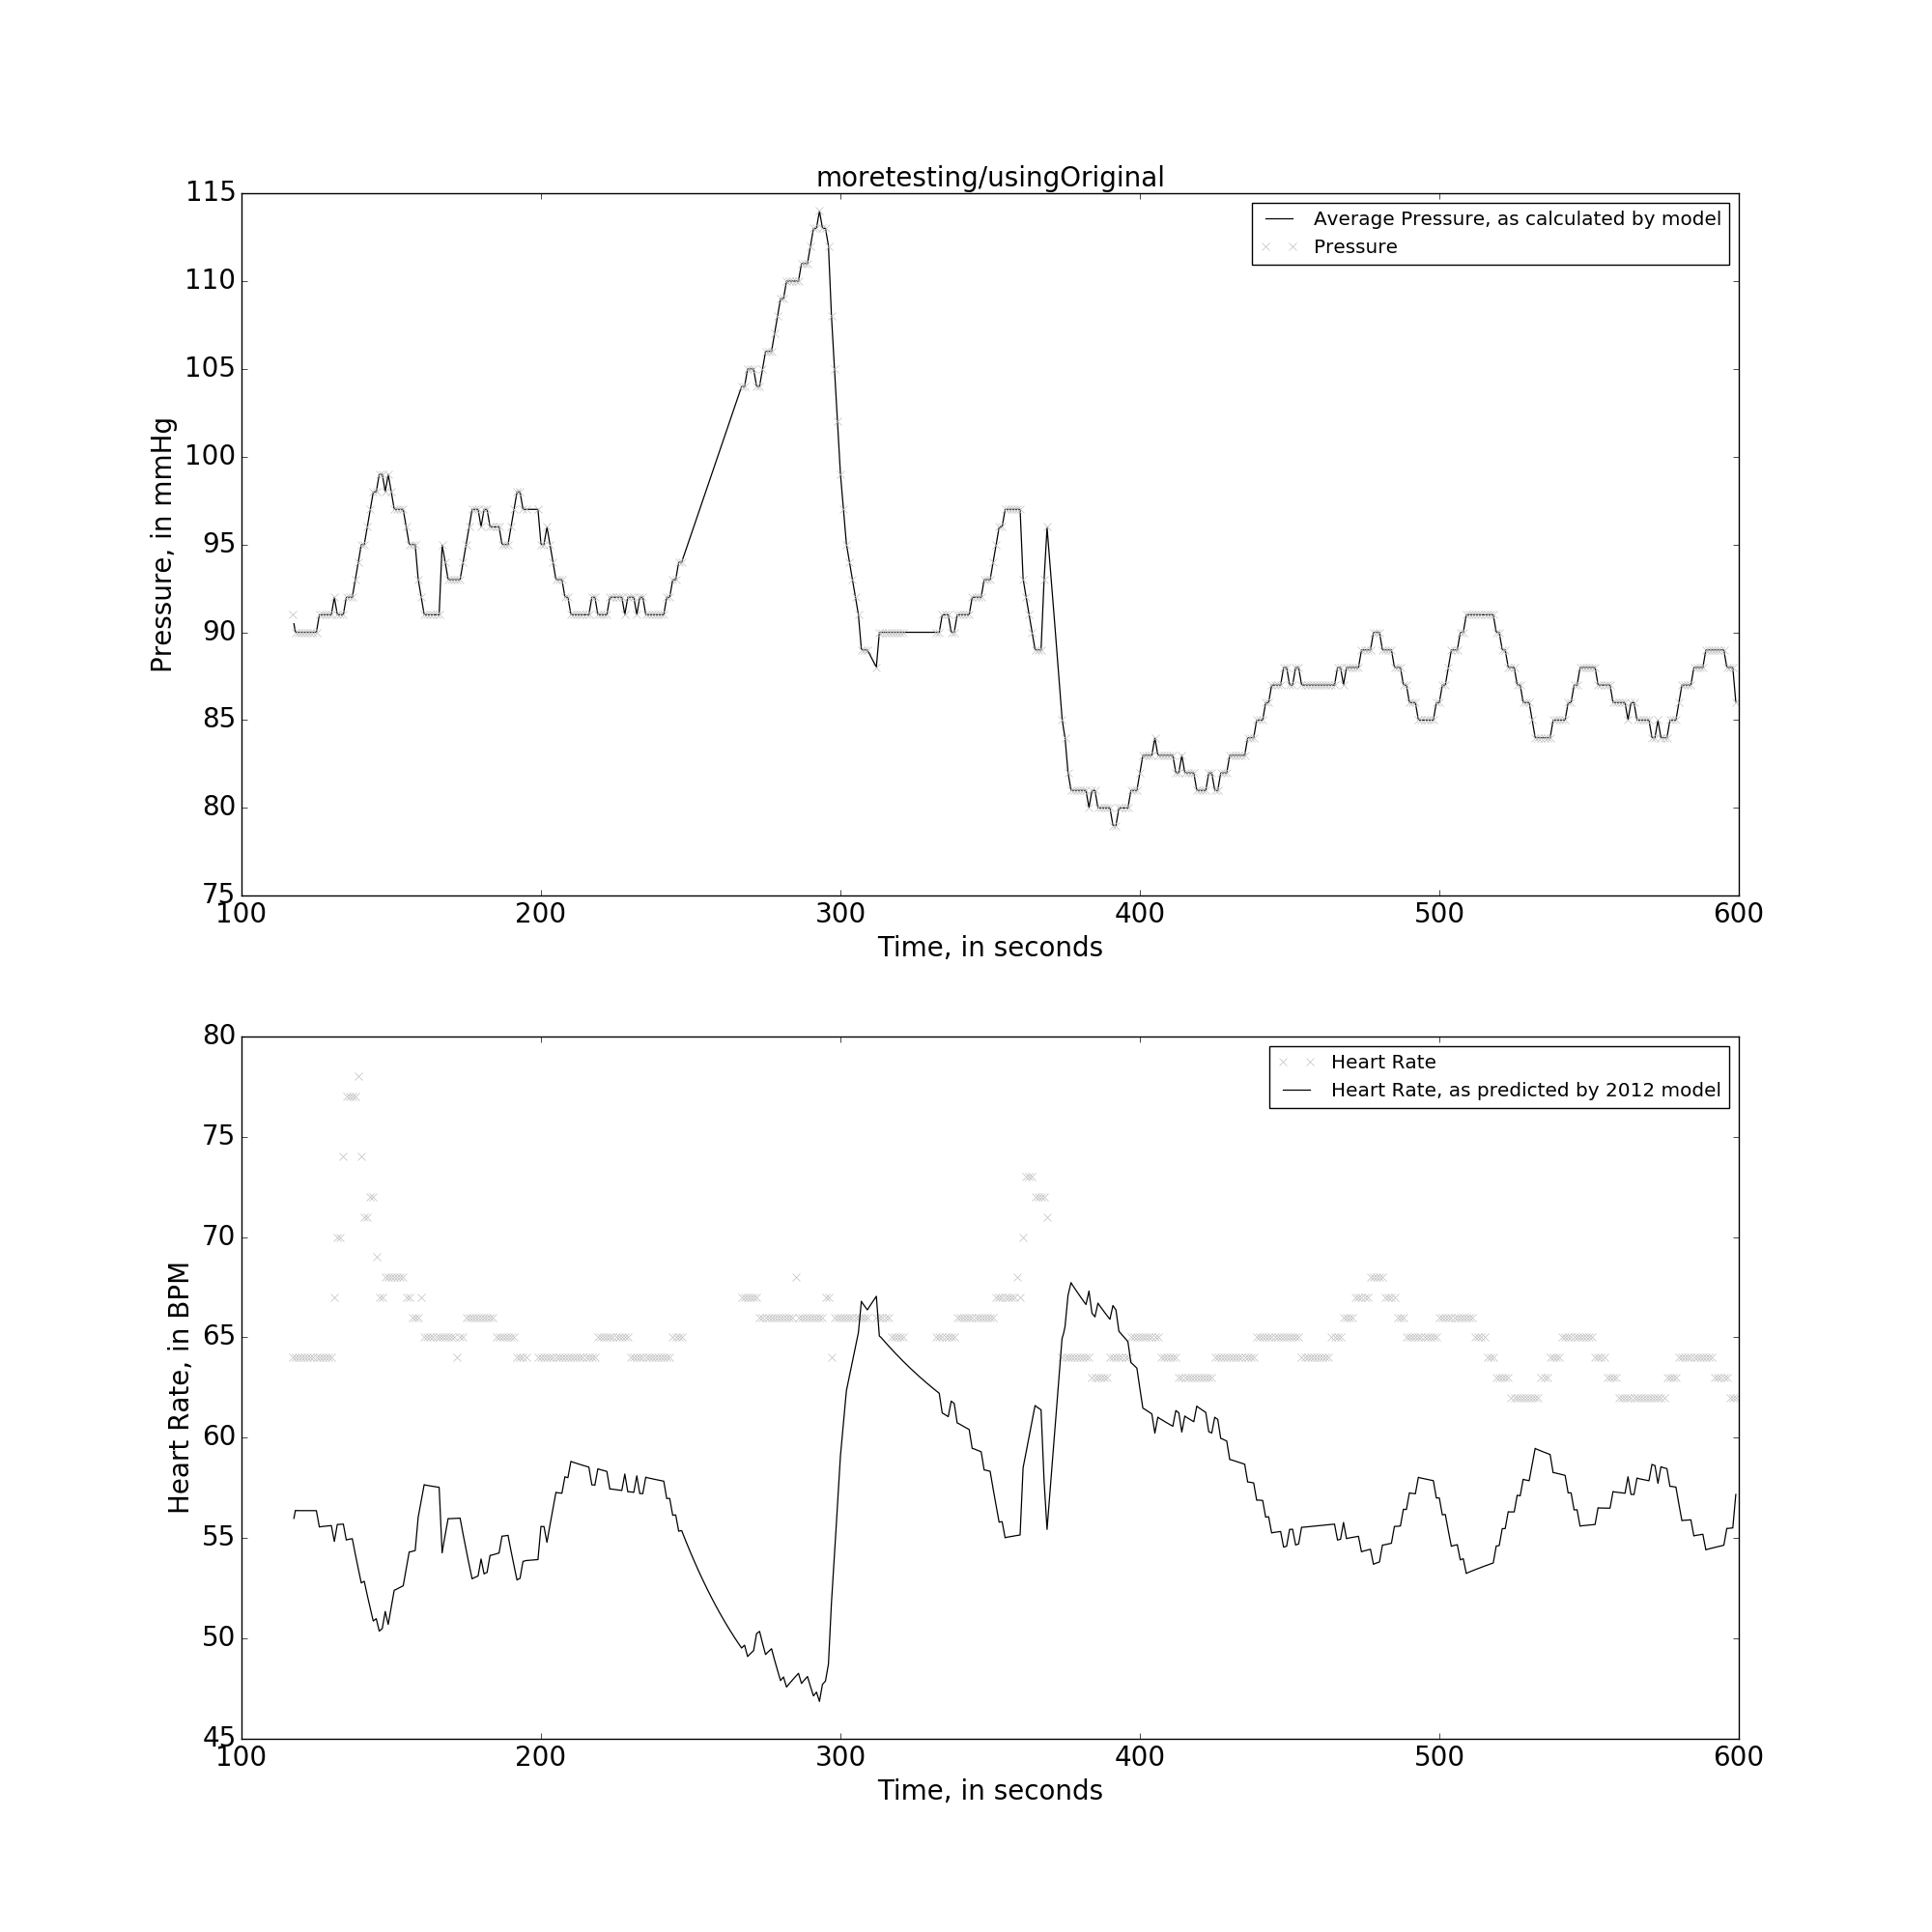 moretesting/usingOriginal
115
110
105
100
95
90
85
80
75
Pressure, in mmHg
Average Pressure, as calculated by model
Pressure
100 200 300 400 500 600
Time, in seconds
80
75
70
65
60
55
50
45
Heart Rate, in BPM
Heart Rate
Heart Rate, as predicted by 2012 model
100 200 300 400 500 600
Time, in seconds